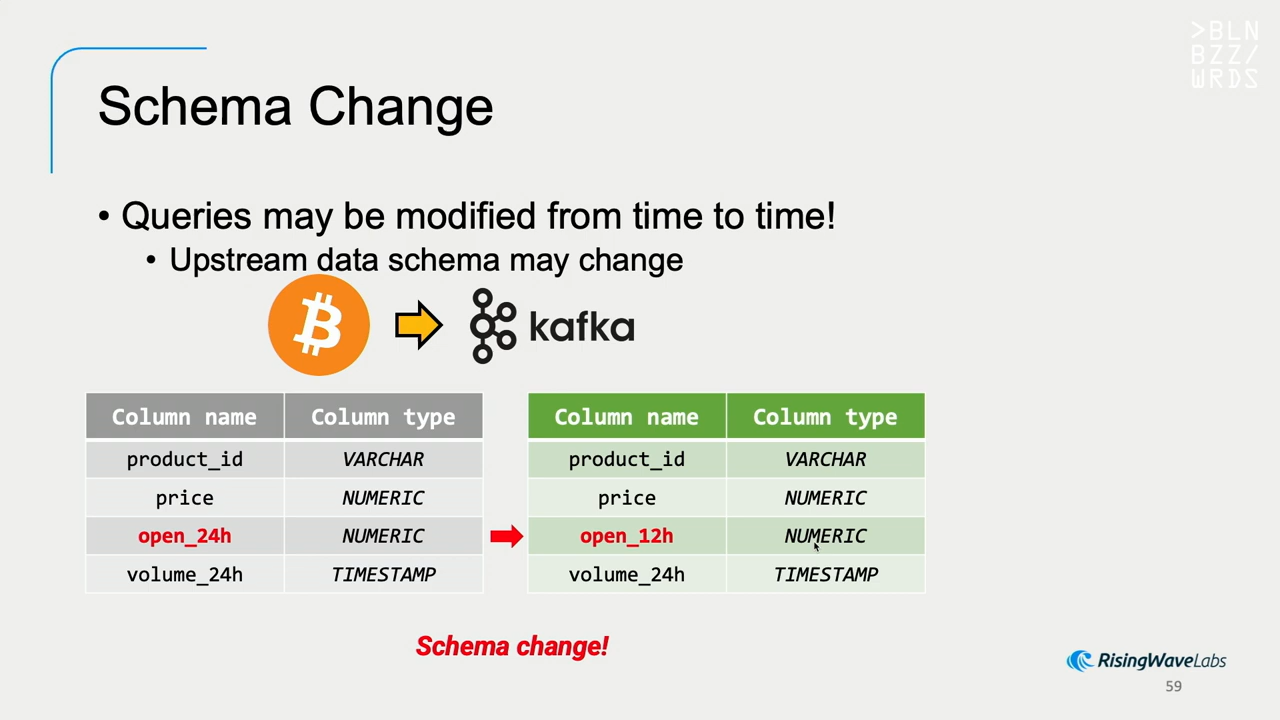 >BLN
BZZ/
WRDS
Schema Change
• Queries may be modified from time to time!
• Upstream data schema may change
kafka
Column name Column type
product_id VARCHAR
price NUMERIC
open_24h NUMERIC
volume_24h TIMESTAMP
Column name Column type
product_id VARCHAR
price NUMERIC
open_12h NUMERIC
volume_24h TIMESTAMP
Schema change!
RisingWaveLabs
59